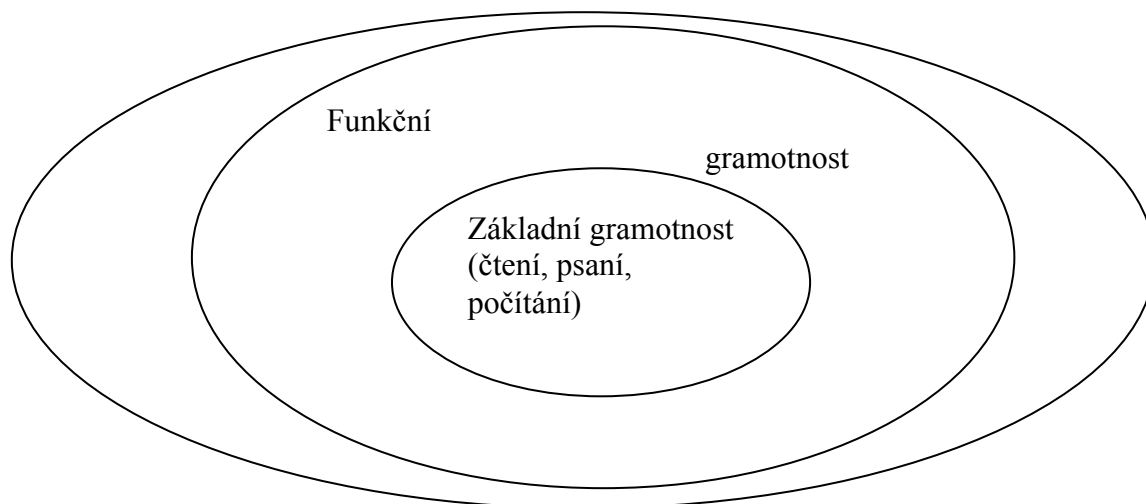 Funkční
gramotnost
Základní gramotnost
(čtení, psaní,
počítání)